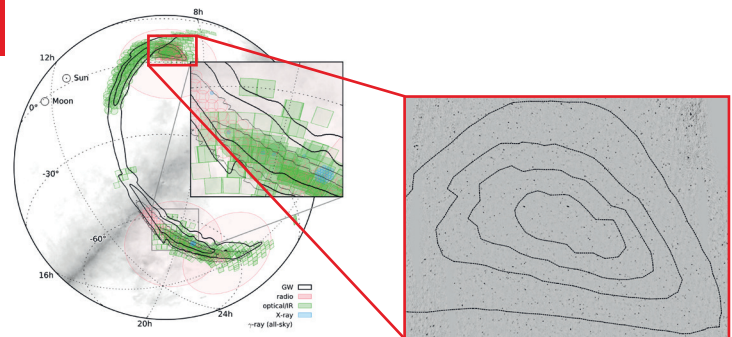 8h
12h
Sun
Moon
0°
-30°
-60°
16h
20h
24h
GW
radio
optical/IR
X-ray
γ-ray (all-sky)